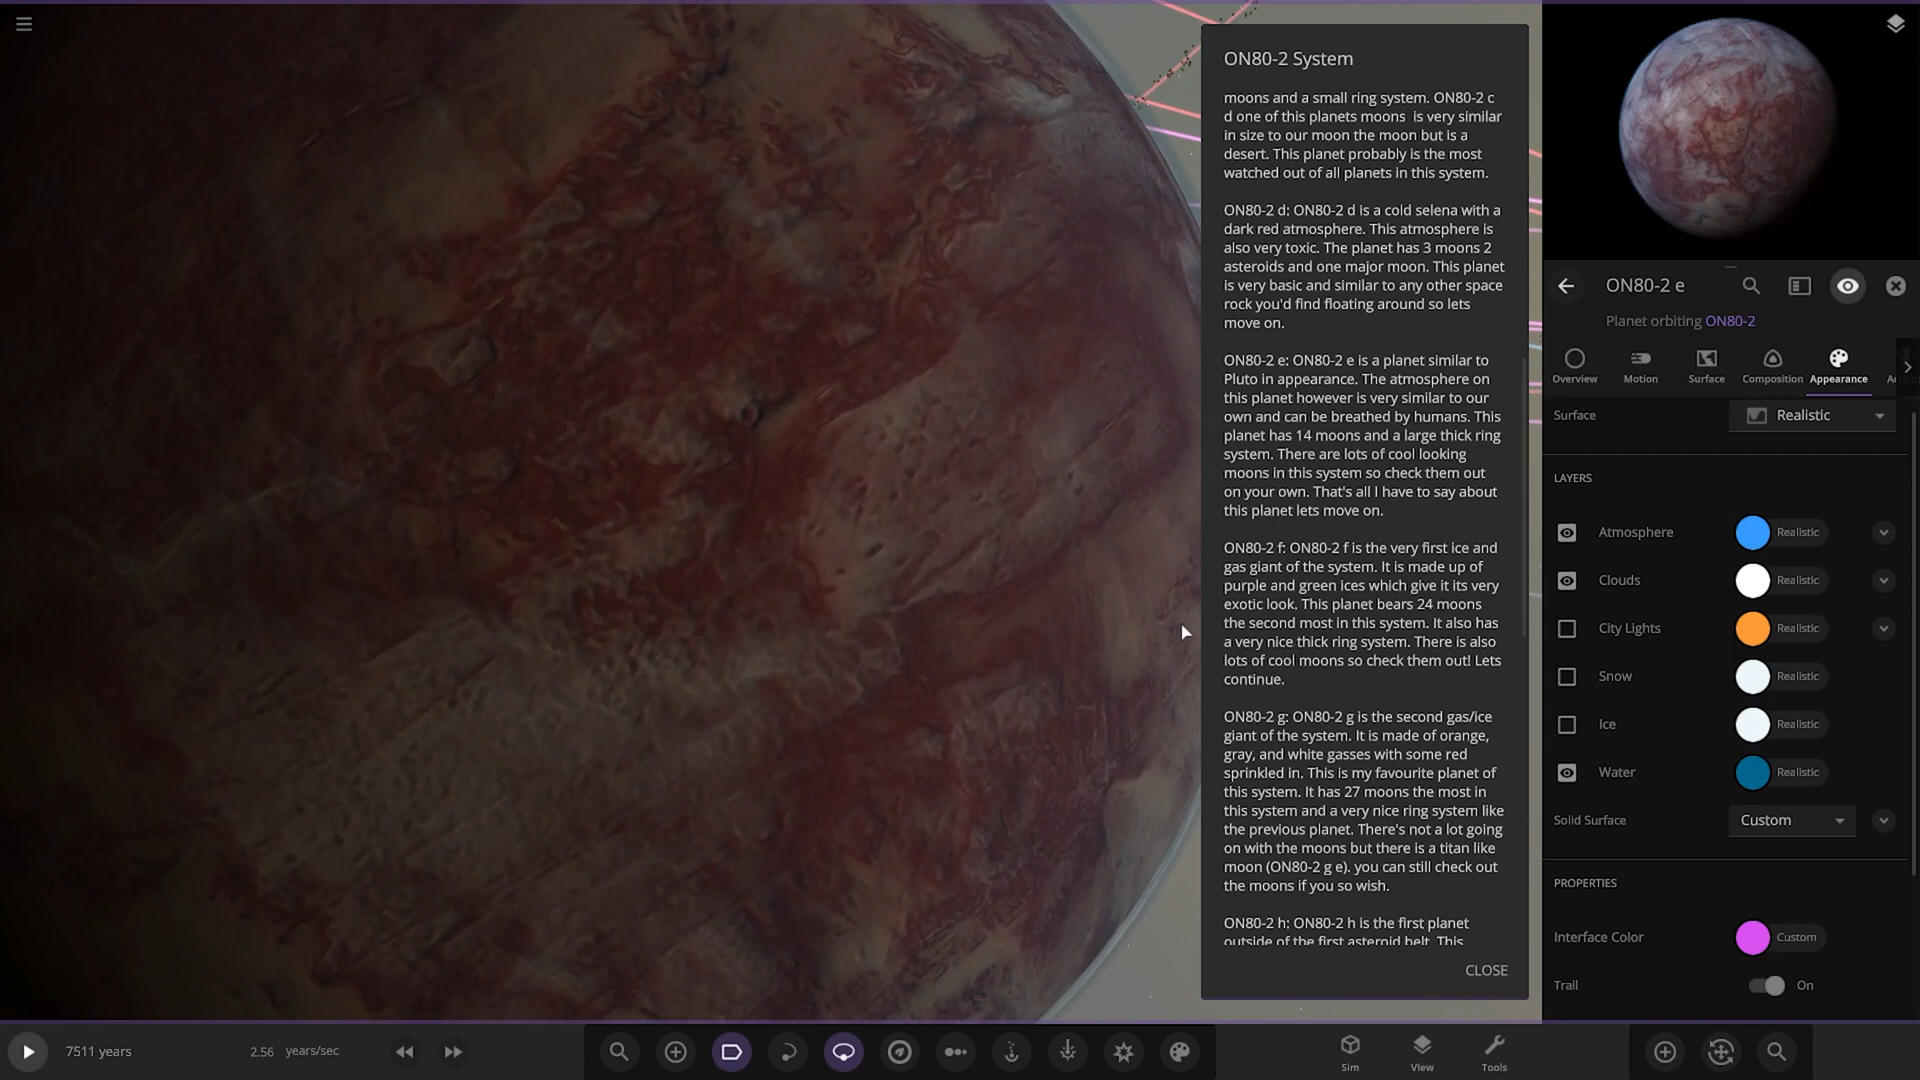 ON80-2 System
moons and a small ring system. ON80-2 c
d one of this planets moons  is very similar
in size to our moon the moon but is a
desert. This planet probably is the most
watched out of all planets in this system.
ON80-2 d: ON80-2 d is a cold selena with a
dark red atmosphere. This atmosphere is
also very toxic. The planet has 3 moons 2
asteroids and one major moon. This planet
is very basic and similar to any other space
rock you'd find floating around so lets
move on.
ON80-2 e: ON80-2 e is a planet similar to
Pluto in appearance. The atmosphere on
this planet however is very similar to our
own and can be breathed by humans. This
planet has 14 moons and a large thick ring
system. There are lots of cool looking
moons in this system so check them out
on your own. That's all I have to say about
this planet lets move on.
ON80-2 f: ON80-2 f is the very first ice and
gas giant of the system. It is made up of
purple and green ices which give it its very
exotic look. This planet bears 24 moons
the second most in this system. It also has
a very nice thick ring system. There is also
lots of cool moons so check them out! Lets
continue.
ON80-2 g: ON80-2 g is the second gas/ice
giant of the system. It is made of orange,
gray, and white gasses with some red
sprinkled in. This is my favourite planet of
this system. It has 27 moons the most in
this system and a very nice ring system like
the previous planet. There's not a lot going
on with the moons but there is a titan like
moon (ON80-2 g e). you can still check out
the moons if you so wish.
ON80-2 h: ON80-2 h is the first planet
outside of the first asteroid belt. This
CLOSE
ON80-2 e
Planet orbiting ON80-2
Overview
Motion
Surface
Composition
Appearance
Surface
Realistic
LAYERS
Atmosphere
Realistic
Clouds
Realistic
City Lights
Realistic
Snow
Realistic
Ice
Realistic
Water
Realistic
Solid Surface
Custom
PROPERTIES
Interface Color
Custom
Trail
On
7511 years
2.56 years/sec
Sim
View
Tools